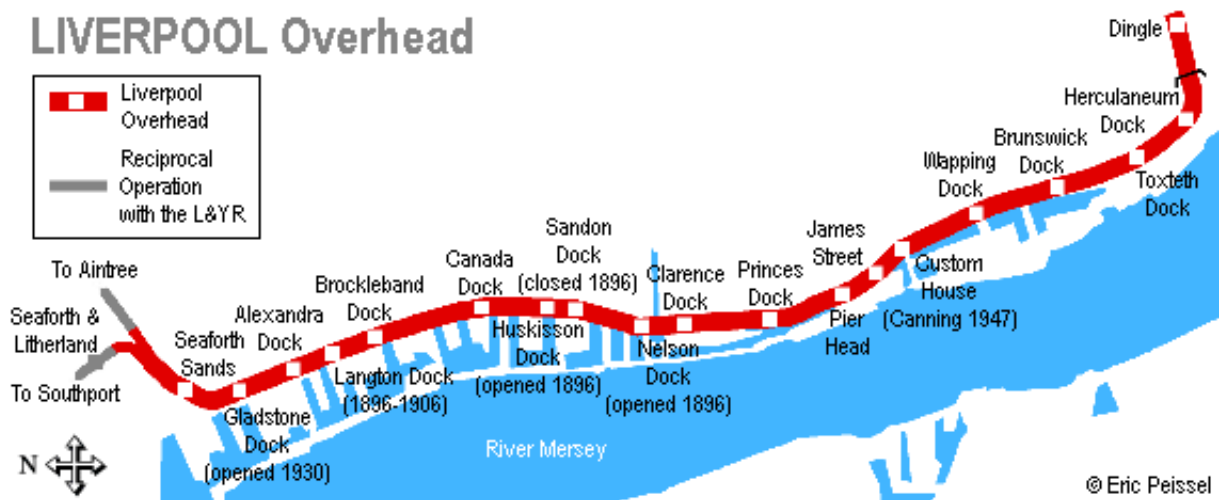 LIVERPOOL Overhead
Liverpool
Overhead
Reciprocal
Operation
with the L&YR
To Aintree
Seaforth &
Litherland
To Southport
Seaforth
Sands
Gladstone
Dock
(opened 1930)
Alexandra
Dock
Langton Dock
(1896-1906)
Brockleband
Dock
Canada
Dock
Huskisson
Dock
(opened 1896)
Sandon
Dock
(closed 1896)
Nelson
Dock
(opened 1896)
Clarence
Dock
Princes
Dock
Pier
Head
James
Street
Custom
House
(Canning 1947)
Wapping
Dock
Brunswick
Dock
Toxteth
Dock
Herculaneum
Dock
Dingle
River Mersey
N
© Eric Peissel